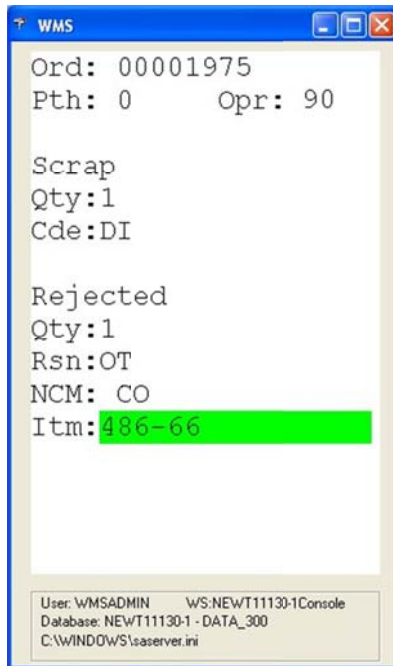 WMS
Ord: 00001975
Pth: 0 Opr: 90
Scrap
Qty:1
Cde:DI
Rejected
Qty:1
Rsn:OT
NCM: CO
Itm:486-66
User: WMSADMIN WS:NEWT11130-1Console
Database: NEWT11130-1 - DATA_300
C:\WINDOWS\saserver.ini